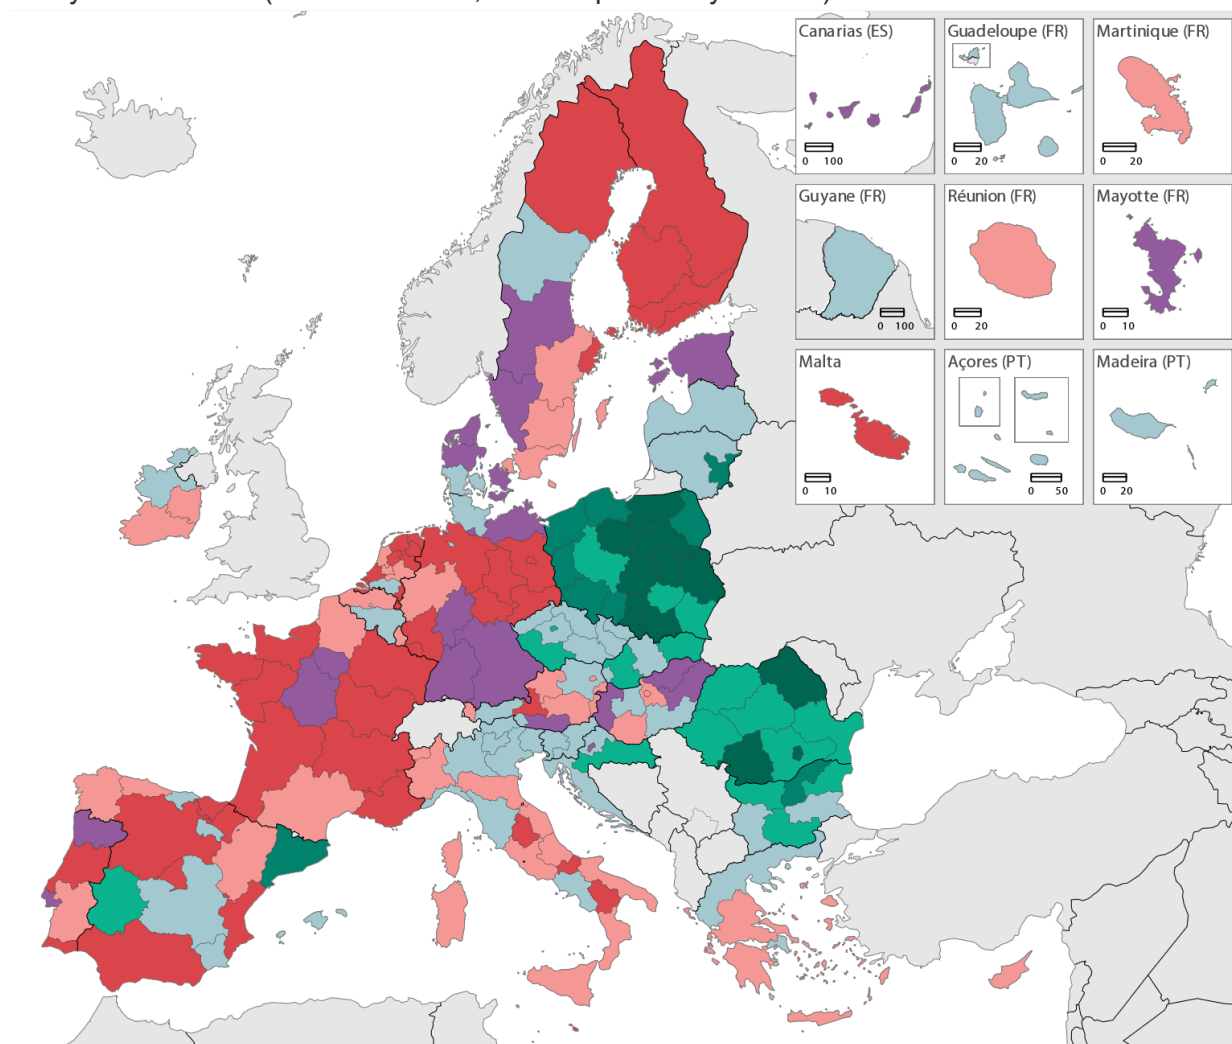 Canarias (ES)
0 100
Guadeloupe (FR)
0 20
Martinique (FR)
0 20
Guyane (FR)
0 100
Réunion (FR)
0 20
Mayotte (FR)
0 10
Malta
0 10
Açores (PT)
0 50
Madeira (PT)
0 20